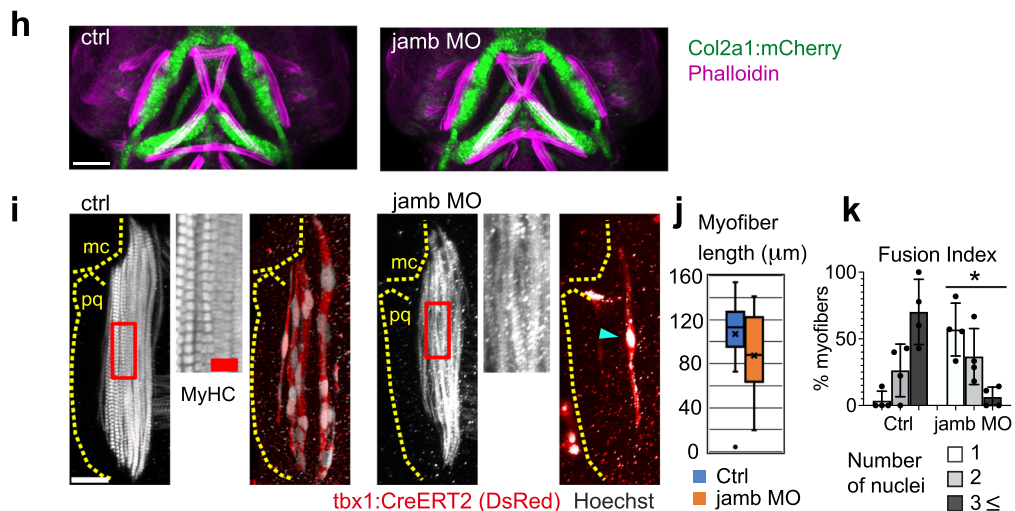 h
ctrl
jamb MO
Col2a1:mCherry
Phalloidin
i
ctrl
mc
pq
MyHC
jamb MO
mc
pq
tbx1:CreERT2 (DsRed) Hoechst
j
Myofiber
length (µm)
160
120
80
40
0
Ctrl
jamb MO
k
Fusion Index
*
% myofibers
100
50
0
Ctrl
jamb MO
Number
of nuclei
1
2
3 ≤